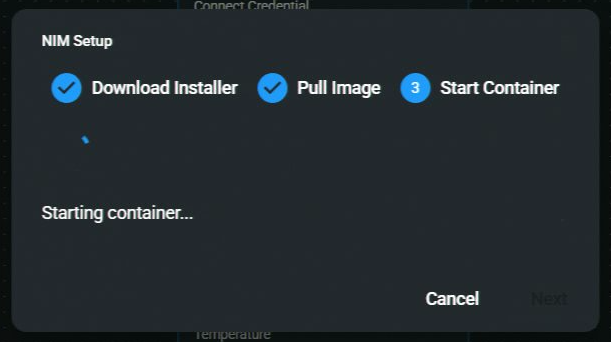 Connect Credential
NIM Setup
Download Installer Pull Image 3 Start Container
Starting container...
Cancel Next
Temperature